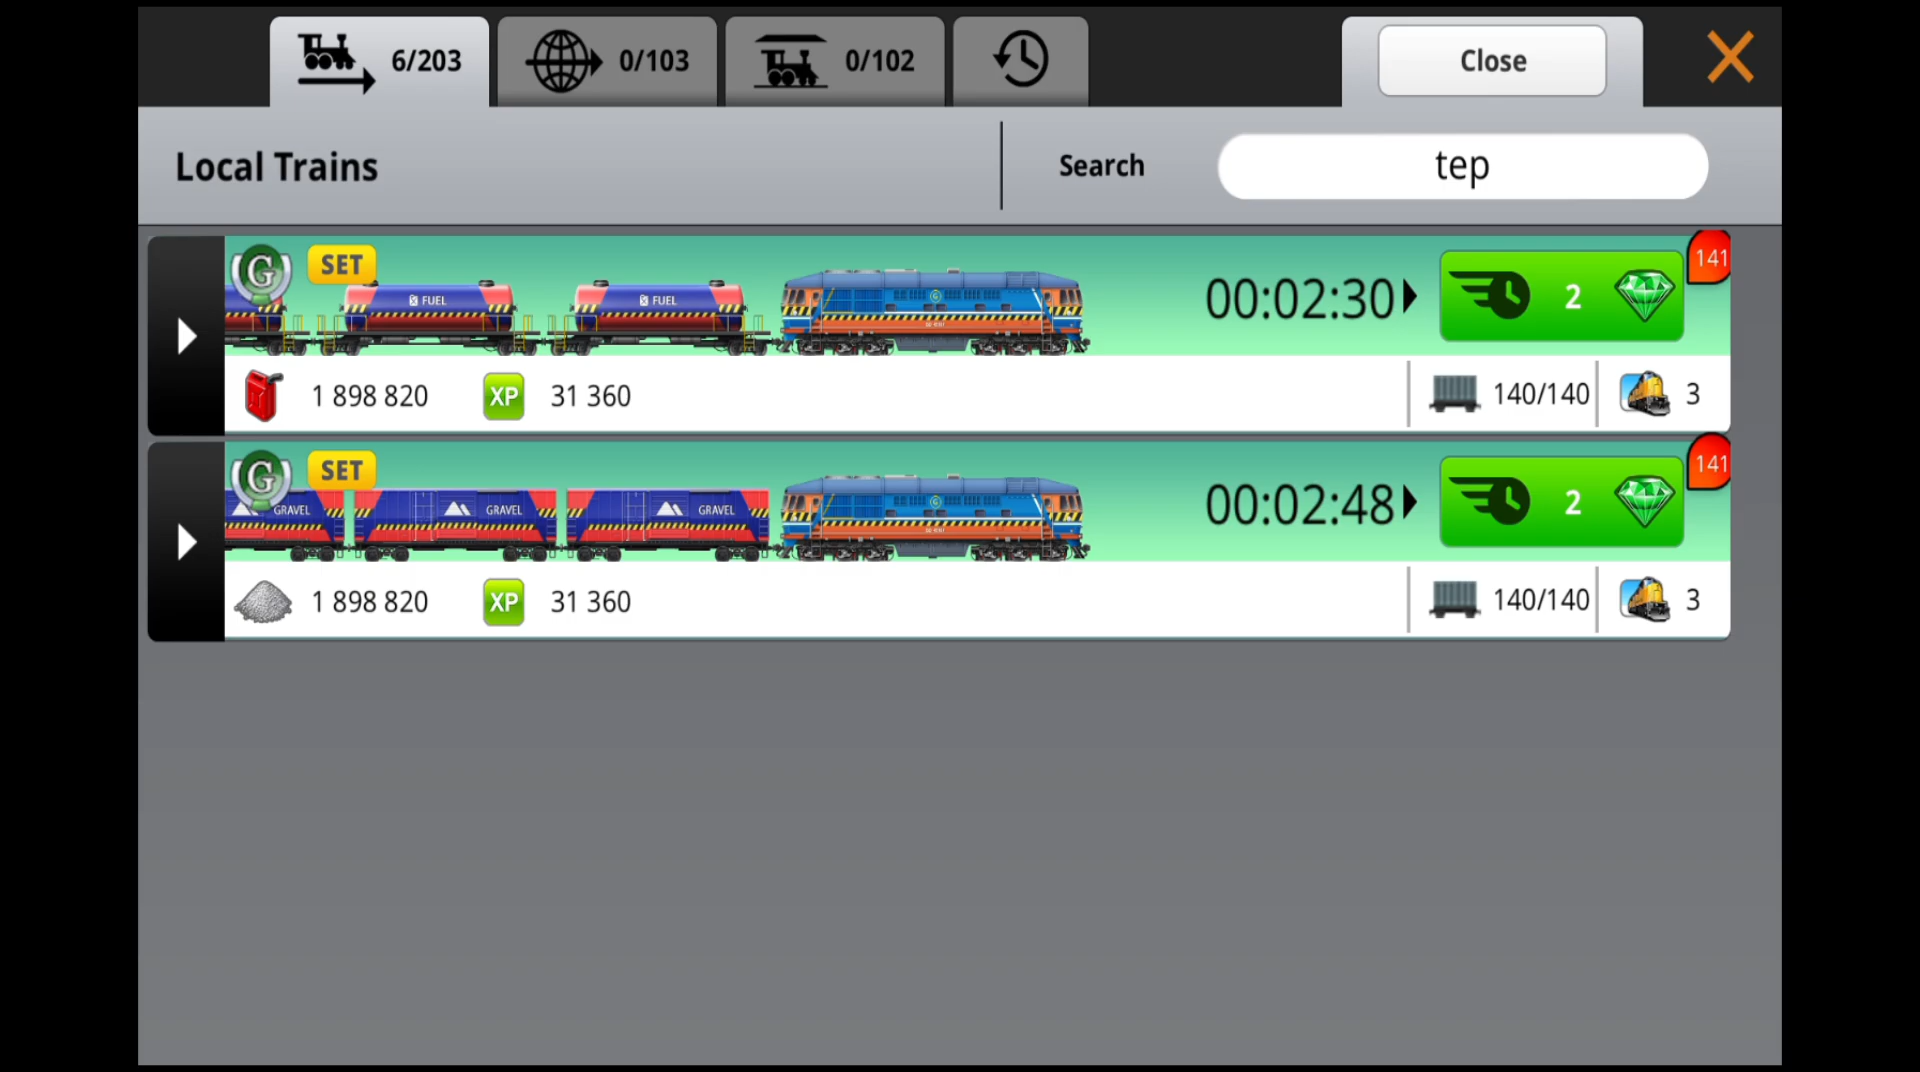 6/203
0/103
0/102
Close
Local Trains
Search
tep
G
SET
FUEL
FUEL
G
00:02:30
2
141
1 898 820
XP
31 360
140/140
3
G
SET
GRAVEL
GRAVEL
GRAVEL
G
00:02:48
2
141
1 898 820
XP
31 360
140/140
3